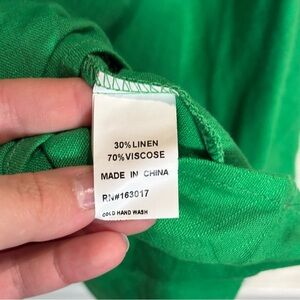 30%LINEN
70%VISCOSE
MADE IN CHINA
RN#163017
COLD HAND WASH